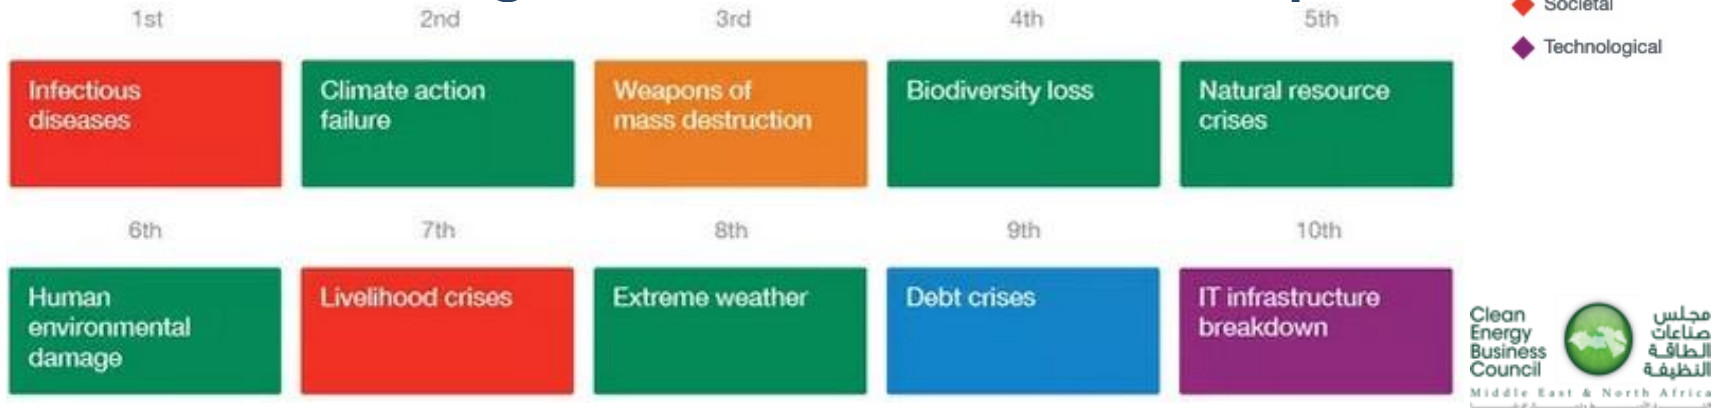 1st
2nd
3rd
4th
5th
Societal
Technological
Infectious
diseases
Climate action
failure
Weapons of
mass destruction
Biodiversity loss
Natural resource
crises
6th
7th
8th
9th
10th
Human
environmental
damage
Livelihood crises
Extreme weather
Debt crises
IT infrastructure
breakdown
Clean
Energy
Business
Council
مجلس
صناعات
الطاقة
النظيفة
Middle East & North Africa